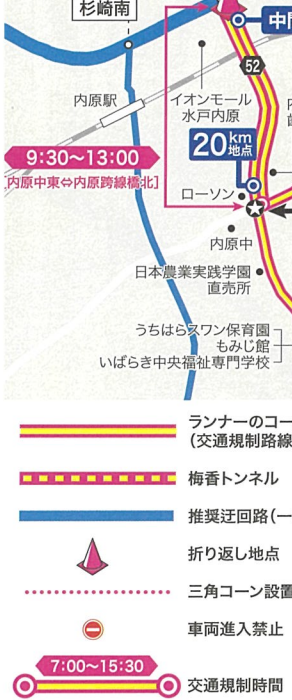 杉崎南
中間
52
内原駅
イオンモール
水戸内原
9:30〜13:00
[内原中東⇔内原跨線橋北]
20km
地点
ローソン
内原中
日本農業実践学園
直売所
うちはらスワン保育園
もみじ館
いばらき中央福祉専門学校
ランナーのコー
(交通規制路線
梅香トンネル
推奨迂回路(一
折り返し地点
三角コーン設置
車両進入禁止
7:00〜15:30
交通規制時間